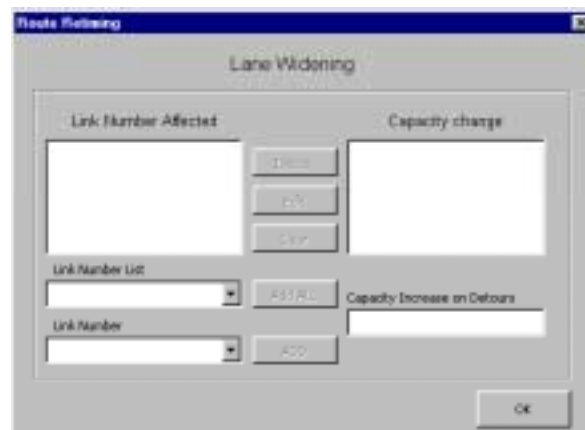 Route Retiming
Lane Widening
Link Number Affected
Capacity change
Edit
Clear
Link Number List
Add ALL
Capacity Increase on Detours
Link Number
ADD
OK